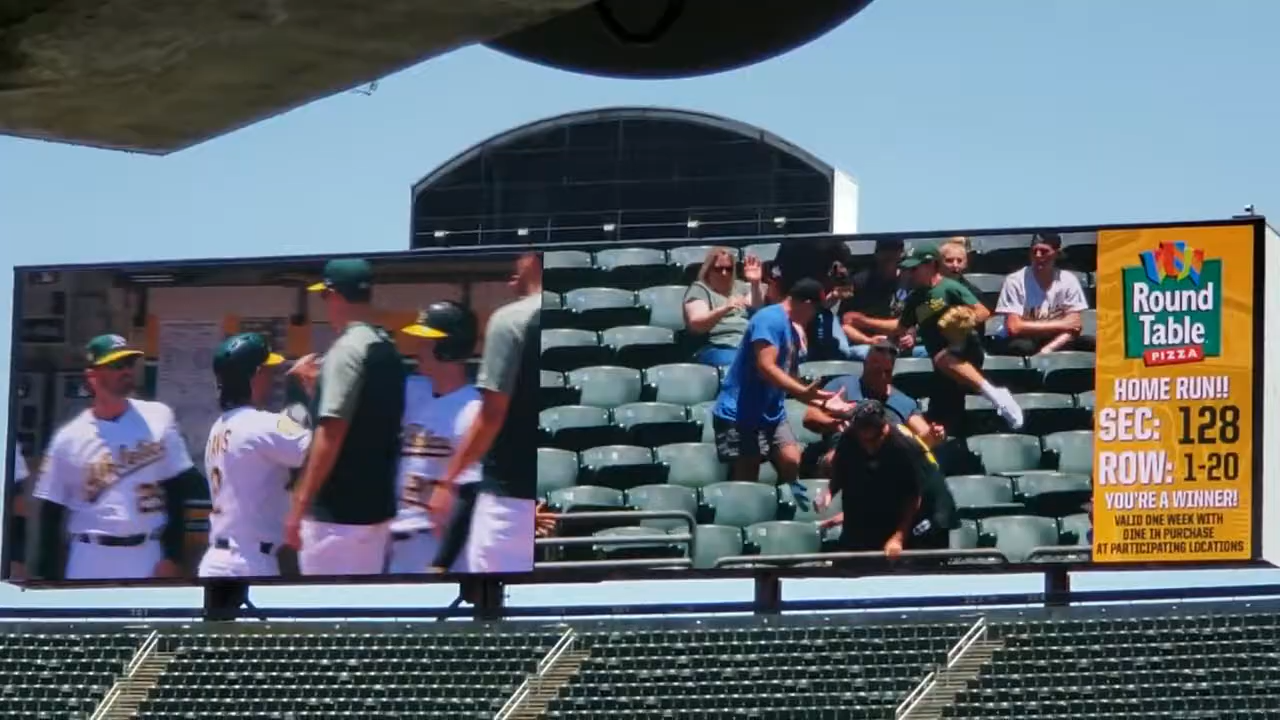 Round
Table
PIZZA
HOME RUN!!
SEC: 128
ROW: 1-20
YOU'RE A WINNER!
VALID ONE WEEK WITH
DINE IN PURCHASE
AT PARTICIPATING LOCATIONS